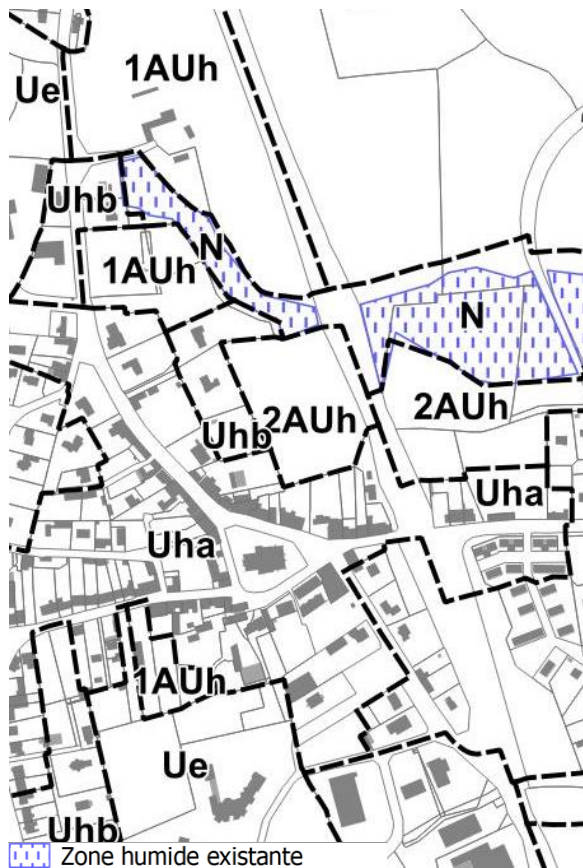 1AUh
Ue
Uhb
N
1AUh
N
2AUh
2AUh
Uhb
Uha
Uha
1AUh
Ue
Uhb
Zone humide existante